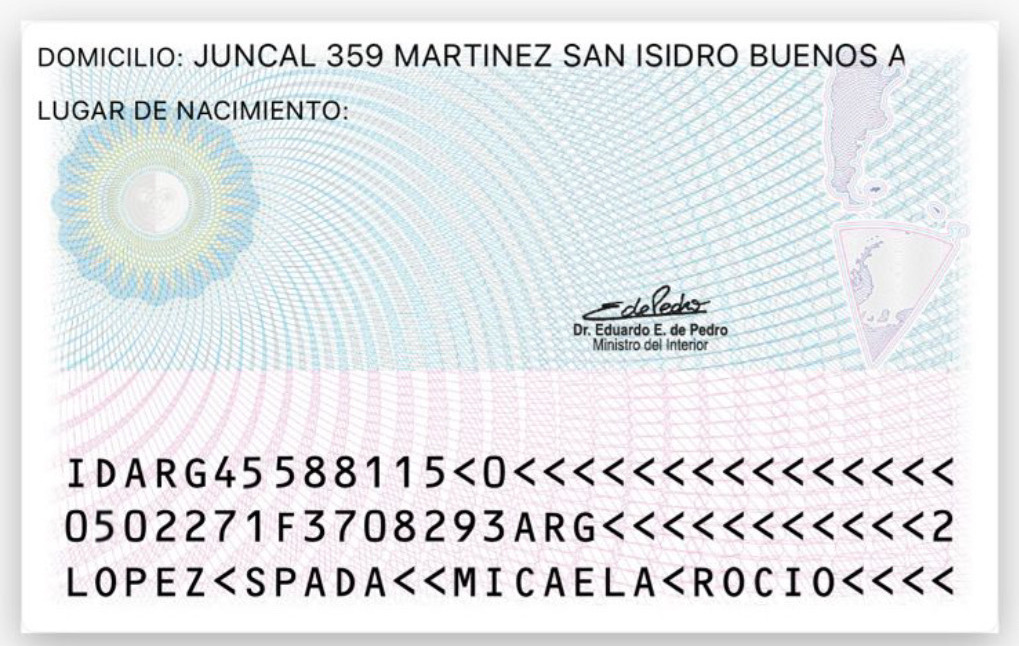 DOMICILIO: JUNCAL 359 MARTINEZ SAN ISIDRO BUENOS A
LUGAR DE NACIMIENTO:
EdePedro
Dr. Eduardo E. de Pedro
Ministro del Interior
IDARG45588115<0<<<<<<<<<<<<<<<
0502271F3708293ARG<<<<<<<<<<<2
LOPEZ<SPADA<<MICAELA<ROCIO<<<<